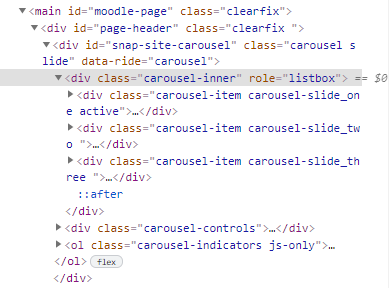 ▼<main id="moodle-page" class="clearfix">
▼<div id="page-header" class="clearfix ">
▼<div id="snap-site-carousel" class="carousel s
lide" data-ride="carousel">
▼<div class="carousel-inner" role="listbox"> == $0
▶<div class="carousel-item carousel-slide_on
e active">…</div>
▶<div class="carousel-item carousel-slide_tw
o ">…</div>
▶<div class="carousel-item carousel-slide_th
ree ">…</div>
::after
</div>
▶<div class="carousel-controls">…</div>
▶<ol class="carousel-indicators js-only">…
</ol> flex
</div>